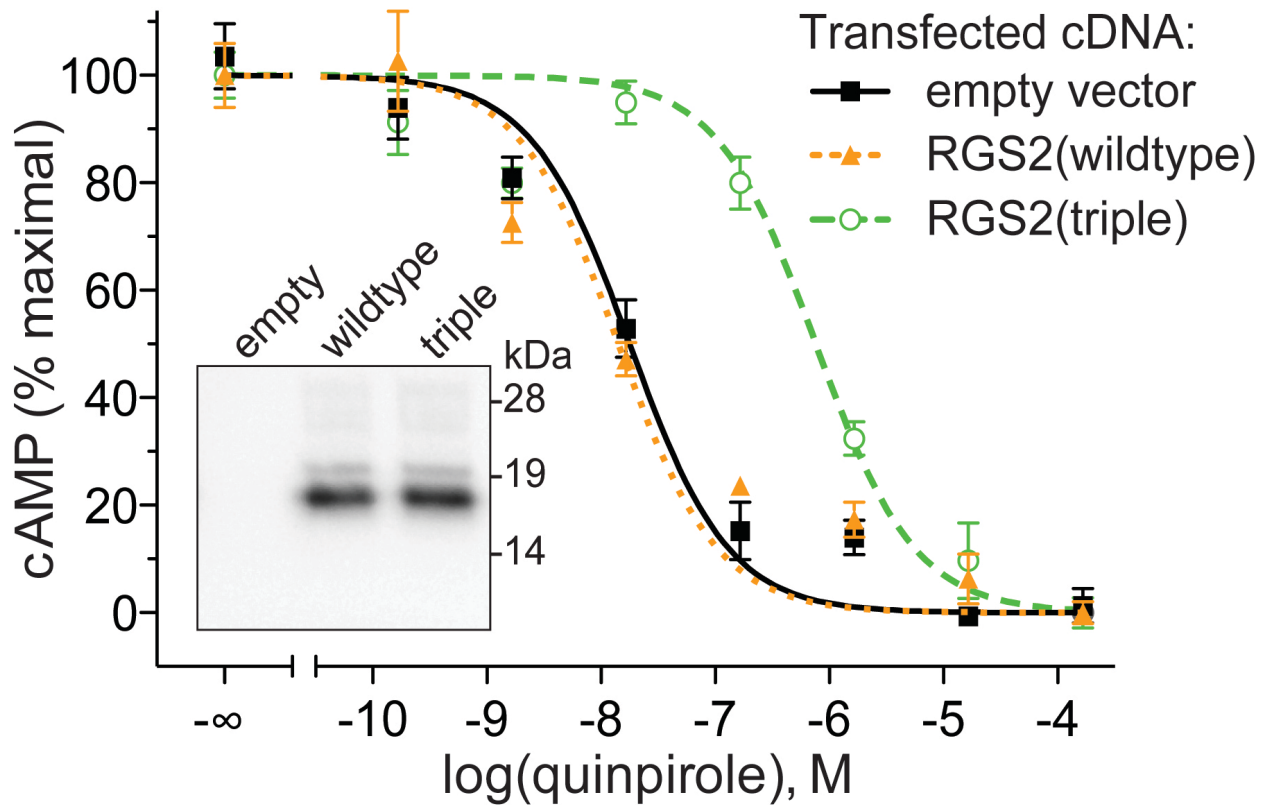 Transfected cDNA:
empty vector
RGS2(wildtype)
RGS2(triple)
cAMP (% maximal)
100
80
60
40
20
0
empty
wildtype
triple
kDa
28
19
14
-∞
-10
-9
-8
-7
-6
-5
-4
log(quinpirole), M